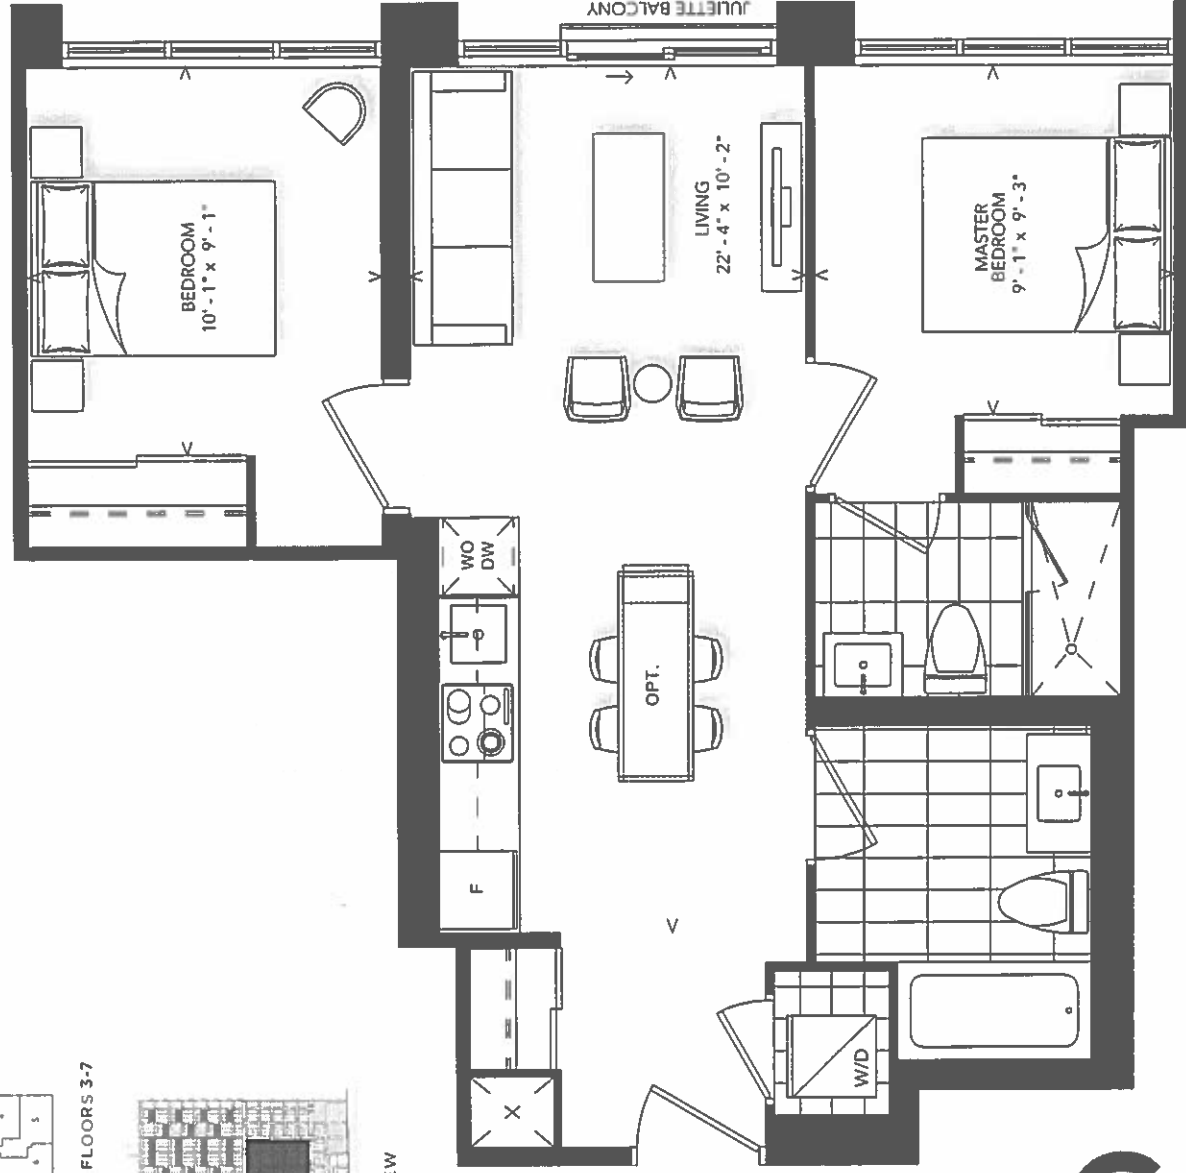 JULIETTE BALCONY
BEDROOM
10' - 1" x 9' - 1"
LIVING
22' - 4" x 10' - 2"
MASTER
BEDROOM
9' - 1" x 9' - 3"
WO
DW
OPT.
F
W/D
X
FLOORS 3-7